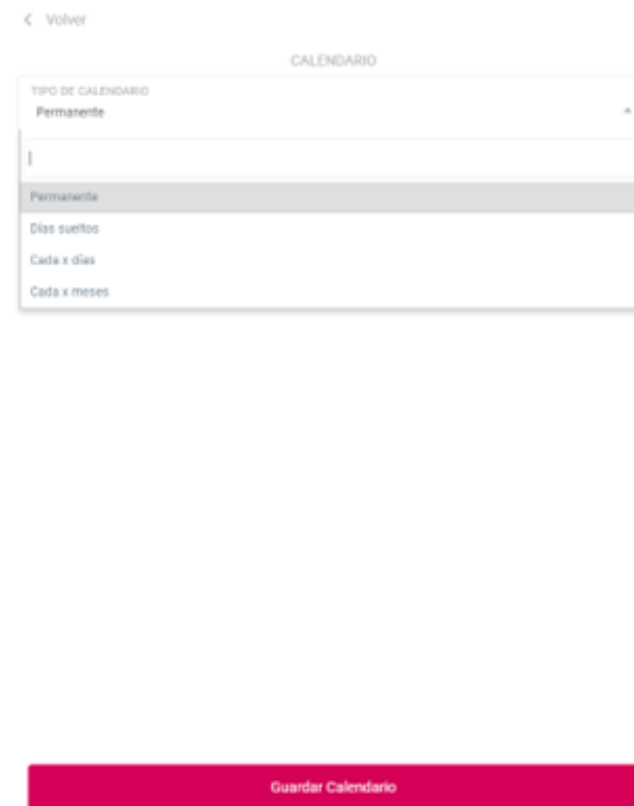 Volver
CALENDARIO
TIPO DE CALENDARIO
Permanente
Permanente
Días sueltos
Cada x días
Cada x meses
Guardar Calendario